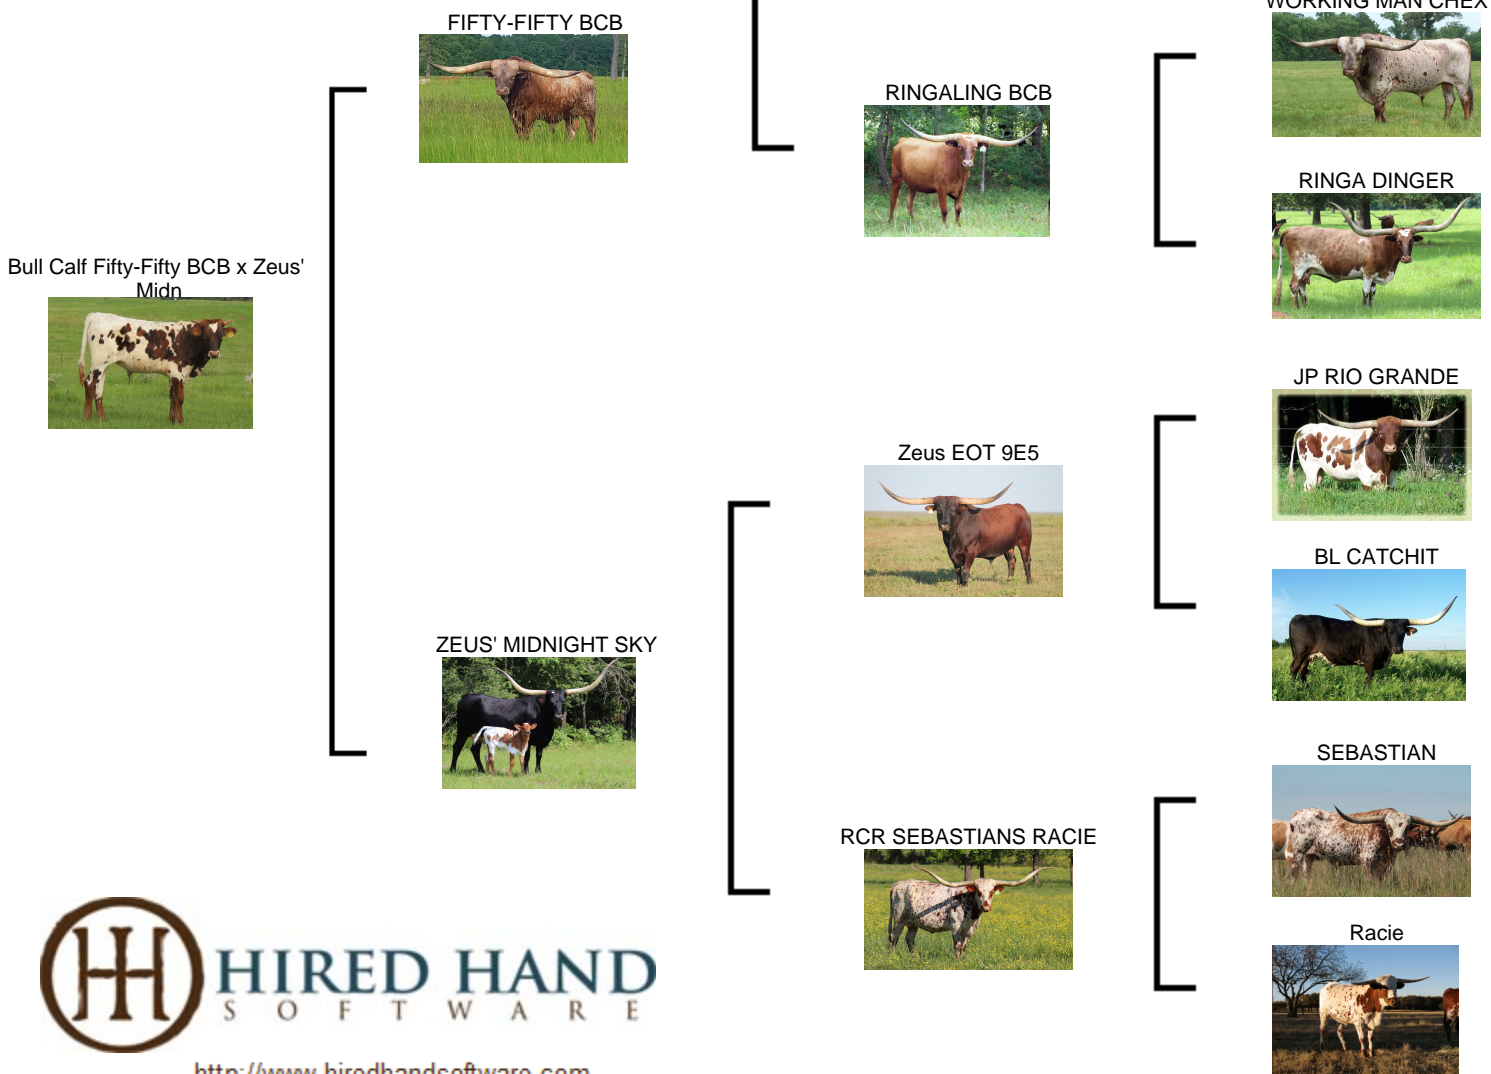 WORKING MAN CHEX
FIFTY-FIFTY BCB
RINGALING BCB
RINGA DINGER
Bull Calf Fifty-Fifty BCB x Zeus'
Midn
JP RIO GRANDE
Zeus EOT 9E5
BL CATCHIT
ZEUS' MIDNIGHT SKY
SEBASTIAN
RCR SEBASTIANS RACIE
Racie
HIRED HAND
SOFTWARE
http://www.hiredhandsoftware.com